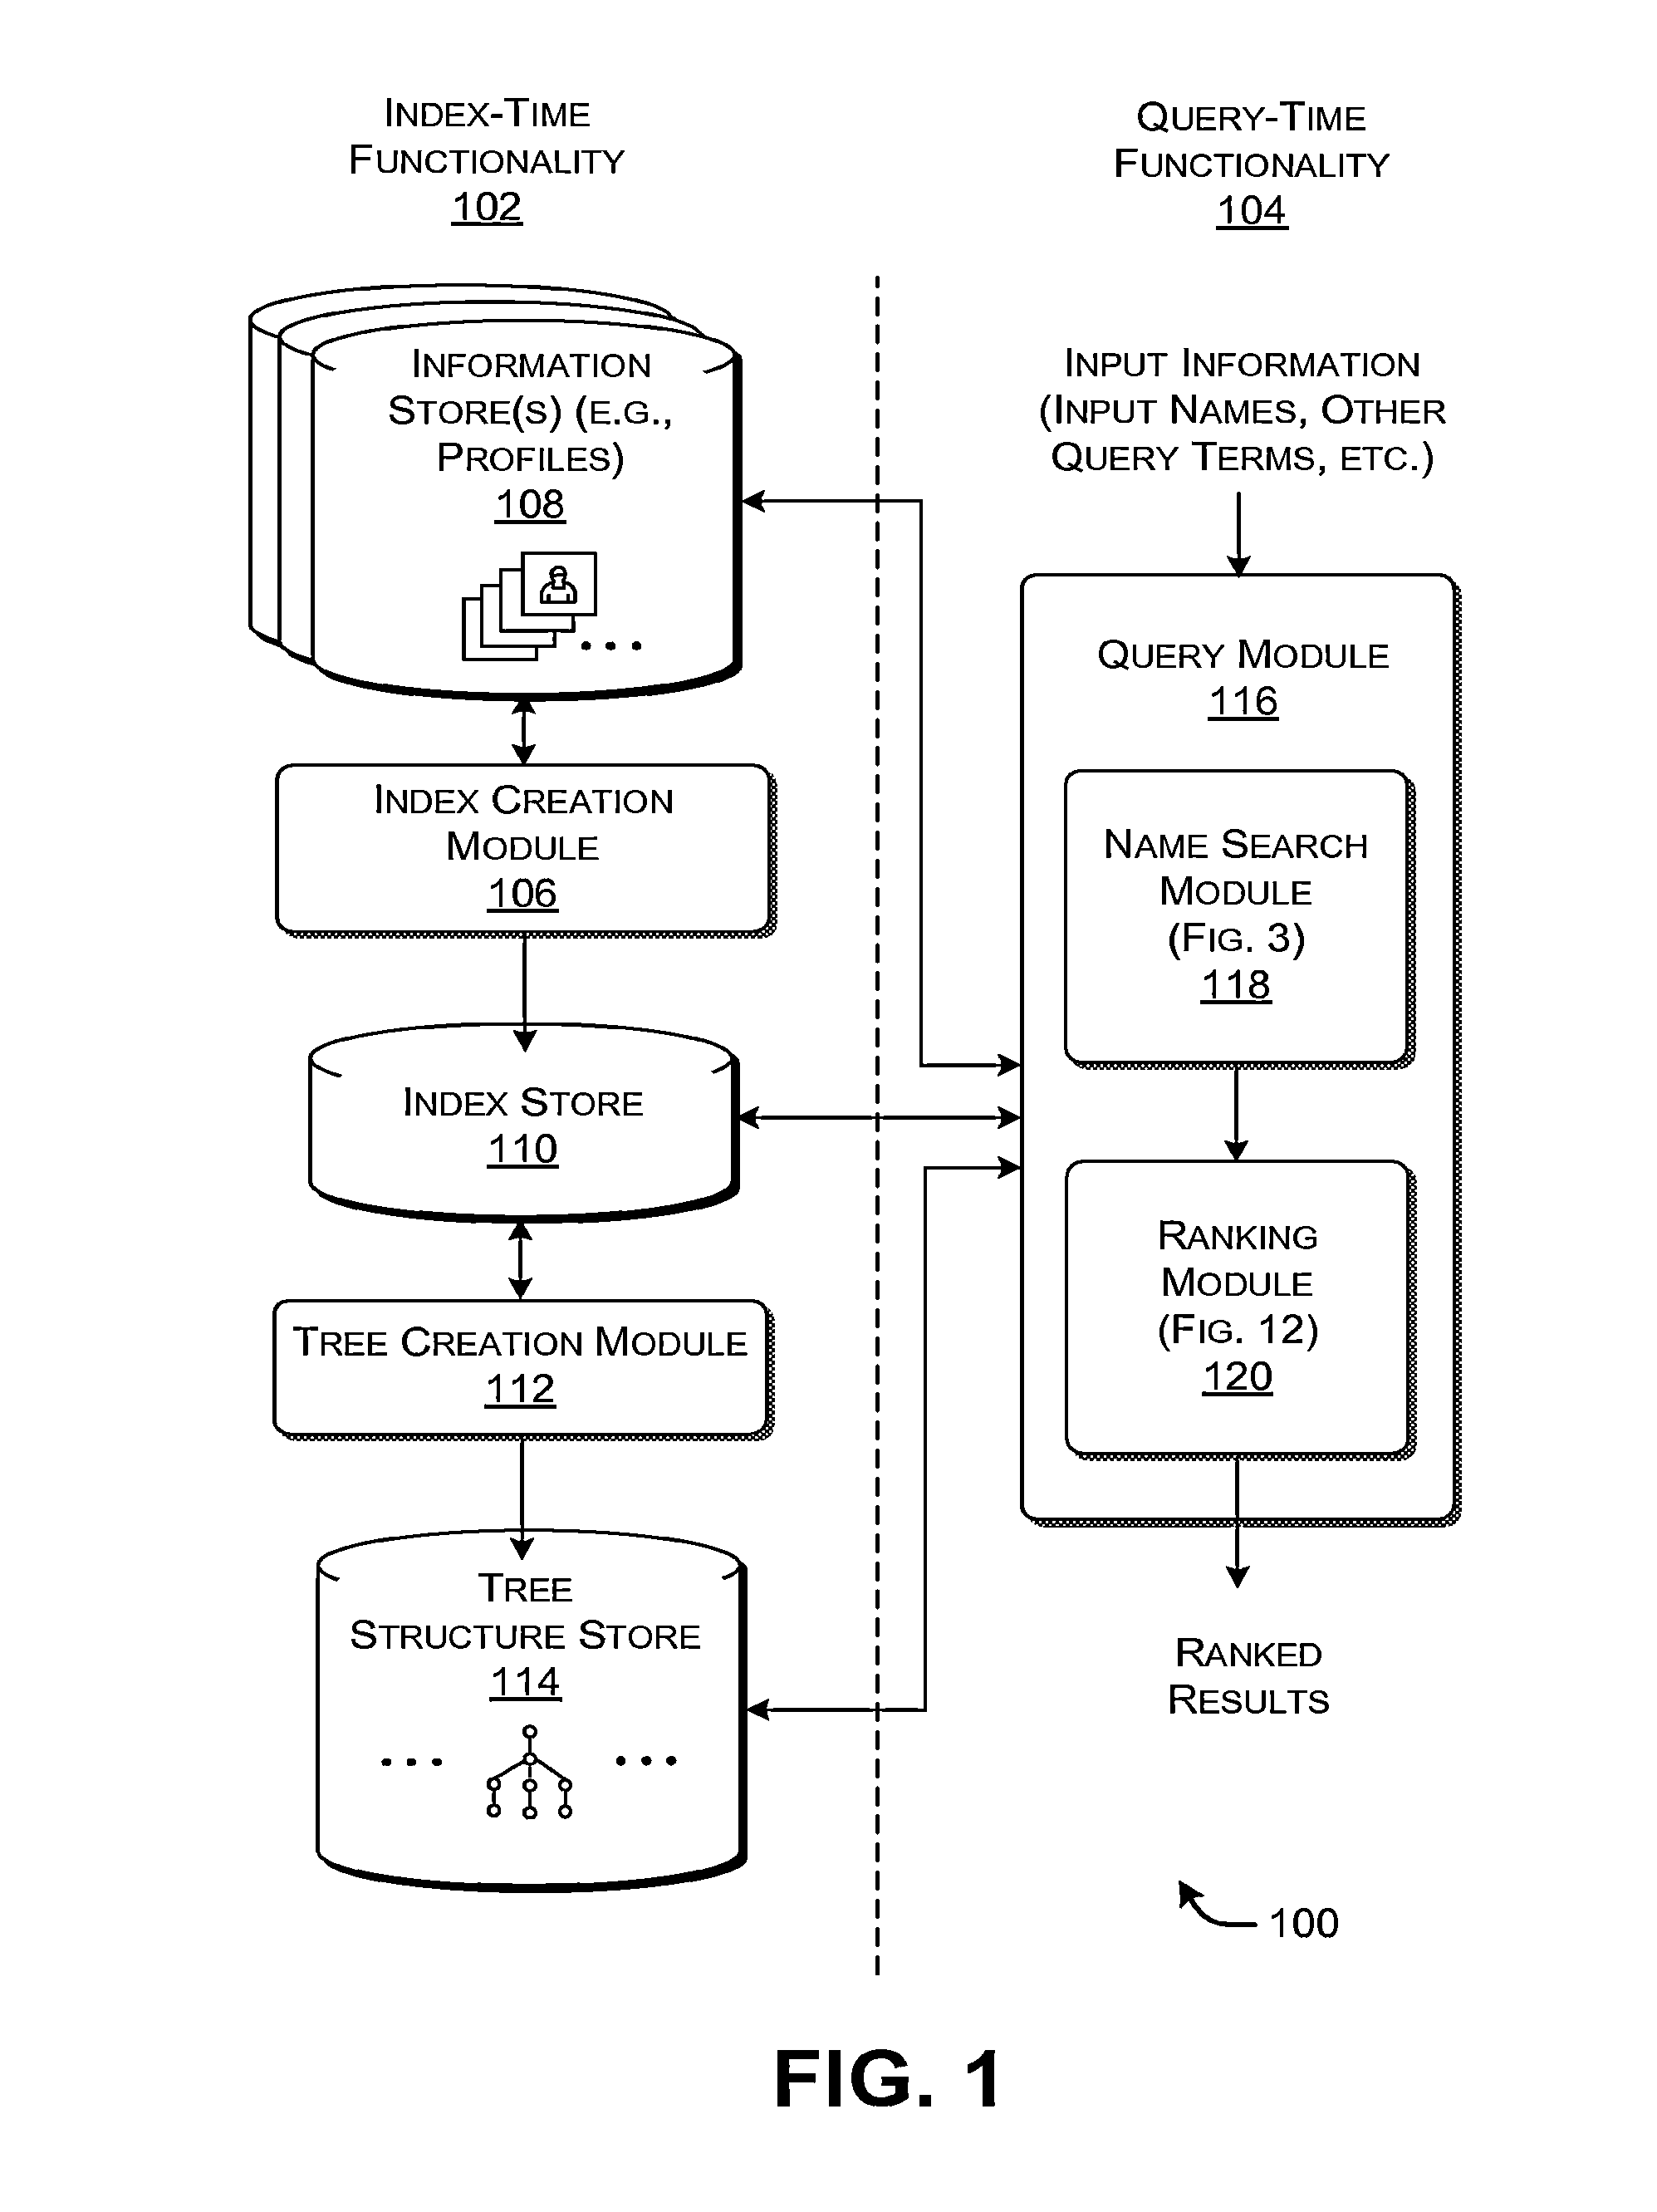 INDEX-TIME
FUNCTIONALITY
102
QUERY-TIME
FUNCTIONALITY
104
INFORMATION
STORE(S) (E.G.,
PROFILES)
108
INDEX CREATION
MODULE
106
INDEX STORE
110
TREE CREATION MODULE
112
TREE
STRUCTURE STORE
114
INPUT INFORMATION
(INPUT NAMES, OTHER
QUERY TERMS, ETC.)
QUERY MODULE
116
NAME SEARCH
MODULE
(FIG. 3)
118
RANKING
MODULE
(FIG. 12)
120
RANKED
RESULTS
100
FIG. 1